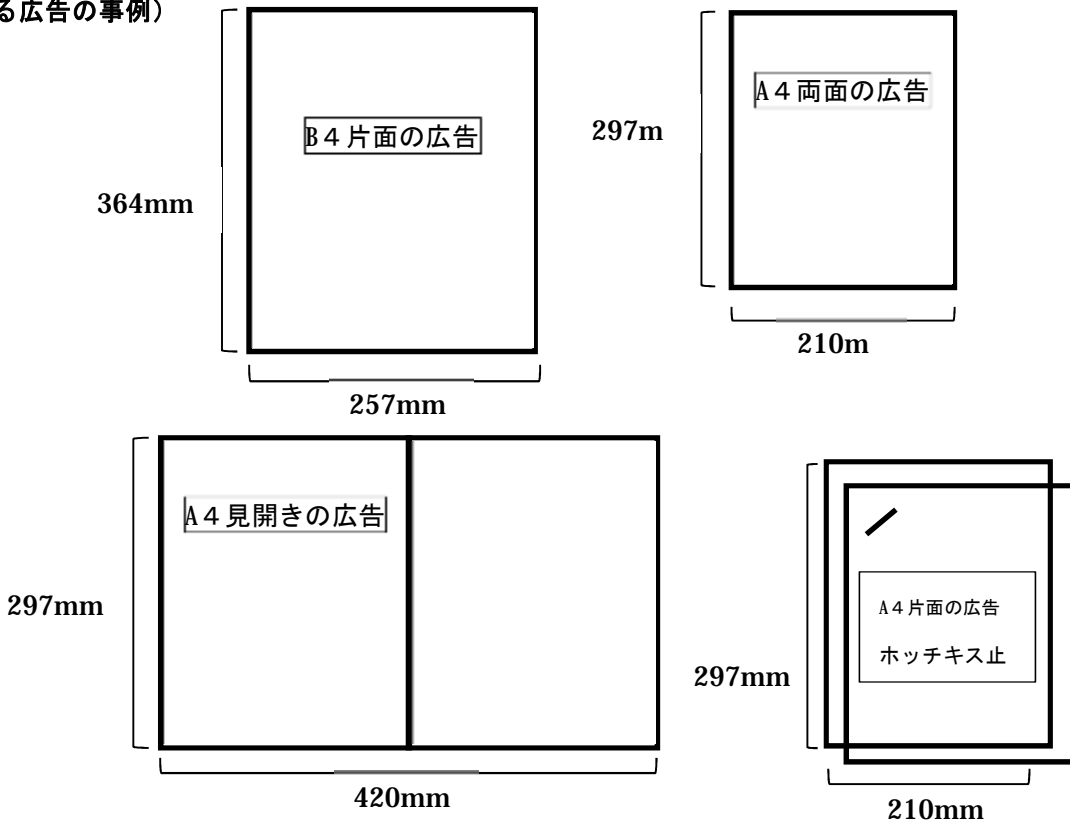 る広告の事例）
B４片面の広告
364mm
257mm
A４両面の広告
297m
210m
A４見開きの広告
297mm
420mm
A４片面の広告
ホッチキス止
297mm
210mm